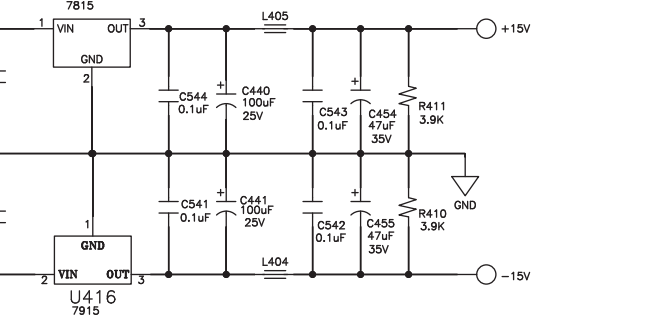 7815
1 VIN OUT 3
GND
2
L405
+15V
C544
0.1uF
+
C440
100uF
25V
C543
0.1uF
+
C454
47uF
35V
R411
3.9K
GND
C541
0.1uF
+
C441
100uF
25V
C542
0.1uF
+
C455
47uF
35V
R410
3.9K
1
GND
2 VIN OUT 3
U416
7915
L404
-15V